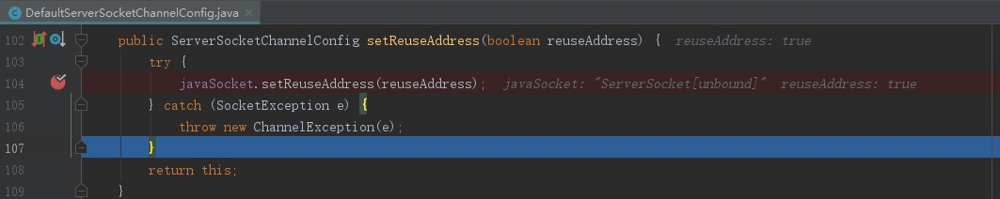 DefaultServerSocketChannelConfig.java ×
102 public ServerSocketChannelConfig setReuseAddress(boolean reuseAddress) { reuseAddress: true
103 try {
104 javaSocket.setReuseAddress(reuseAddress); javaSocket: "ServerSocket[unbound]" reuseAddress: true
105 } catch (SocketException e) {
106 throw new ChannelException(e);
107 }
108 return this;
109 }